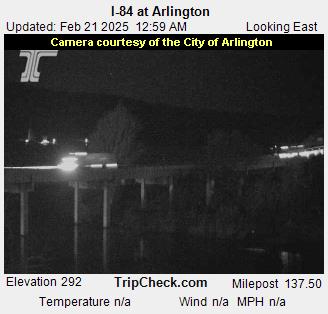 I-84 at Arlington
Updated: Feb 21 2025 12:59 AM Looking East
Camera courtesy of the City of Arlington
Elevation 292 TripCheck.com Milepost 137.50
Temperature n/a Wind n/a MPH n/a